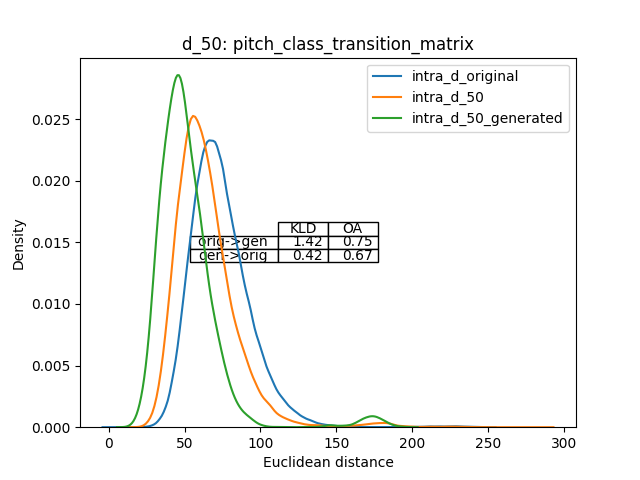 d_50: pitch_class_transition_matrix
intra_d_original
intra_d_50
intra_d_50_generated
0.025
0.020
0.015
0.010
0.005
0.000
Density
KLD OA
orig->gen 1.42 0.75
gen->orig 0.42 0.67
0 50 100 150 200 250 300
Euclidean distance